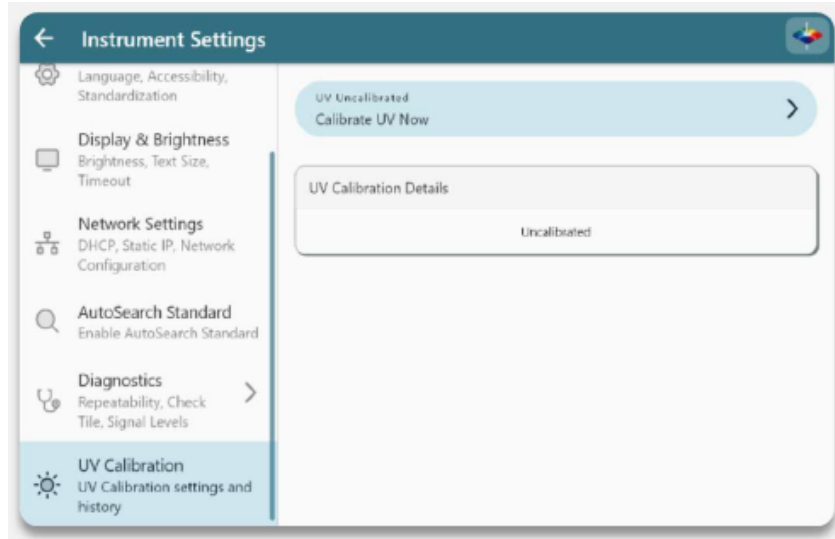 Instrument Settings
Language, Accessibility,
Standardization
Display & Brightness
Brightness, Text Size,
Timeout
Network Settings
DHCP, Static IP, Network
Configuration
AutoSearch Standard
Enable AutoSearch Standard
Diagnostics
Repeatability, Check
Tile, Signal Levels
UV Calibration
UV Calibration settings and
history
UV Uncalibrated
Calibrate UV Now
UV Calibration Details
Uncalibrated